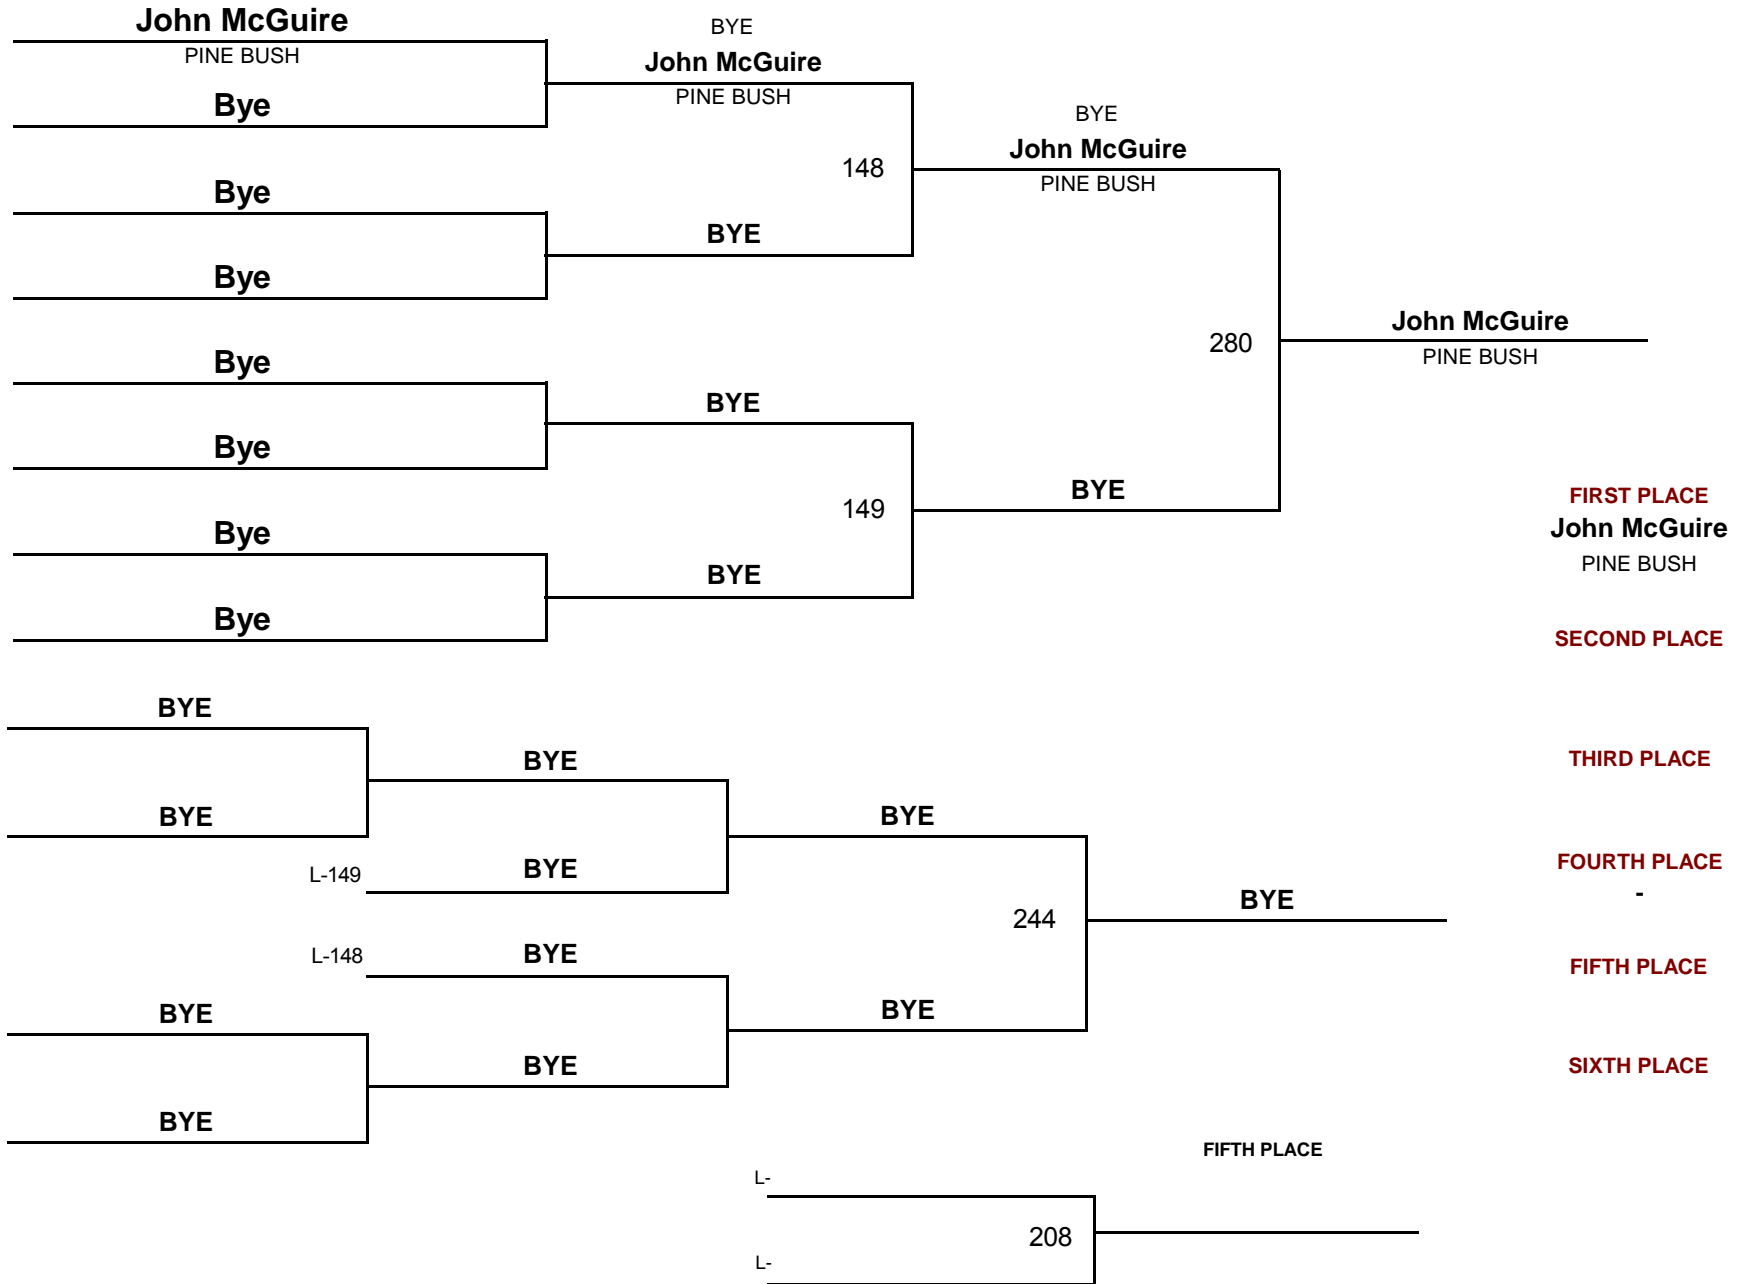 John McGuire
PINE BUSH
Bye
Bye
Bye
Bye
Bye
Bye
Bye
BYE
John McGuire
PINE BUSH
148
BYE
BYE
149
BYE
BYE
John McGuire
PINE BUSH
280
BYE
John McGuire
PINE BUSH
FIRST PLACE
John McGuire
PINE BUSH
SECOND PLACE
THIRD PLACE
FOURTH PLACE
-
FIFTH PLACE
SIXTH PLACE
BYE
BYE
BYE
L-149
BYE
BYE
L-148
BYE
BYE
BYE
BYE
BYE
244
BYE
FIFTH PLACE
L-
208
L-